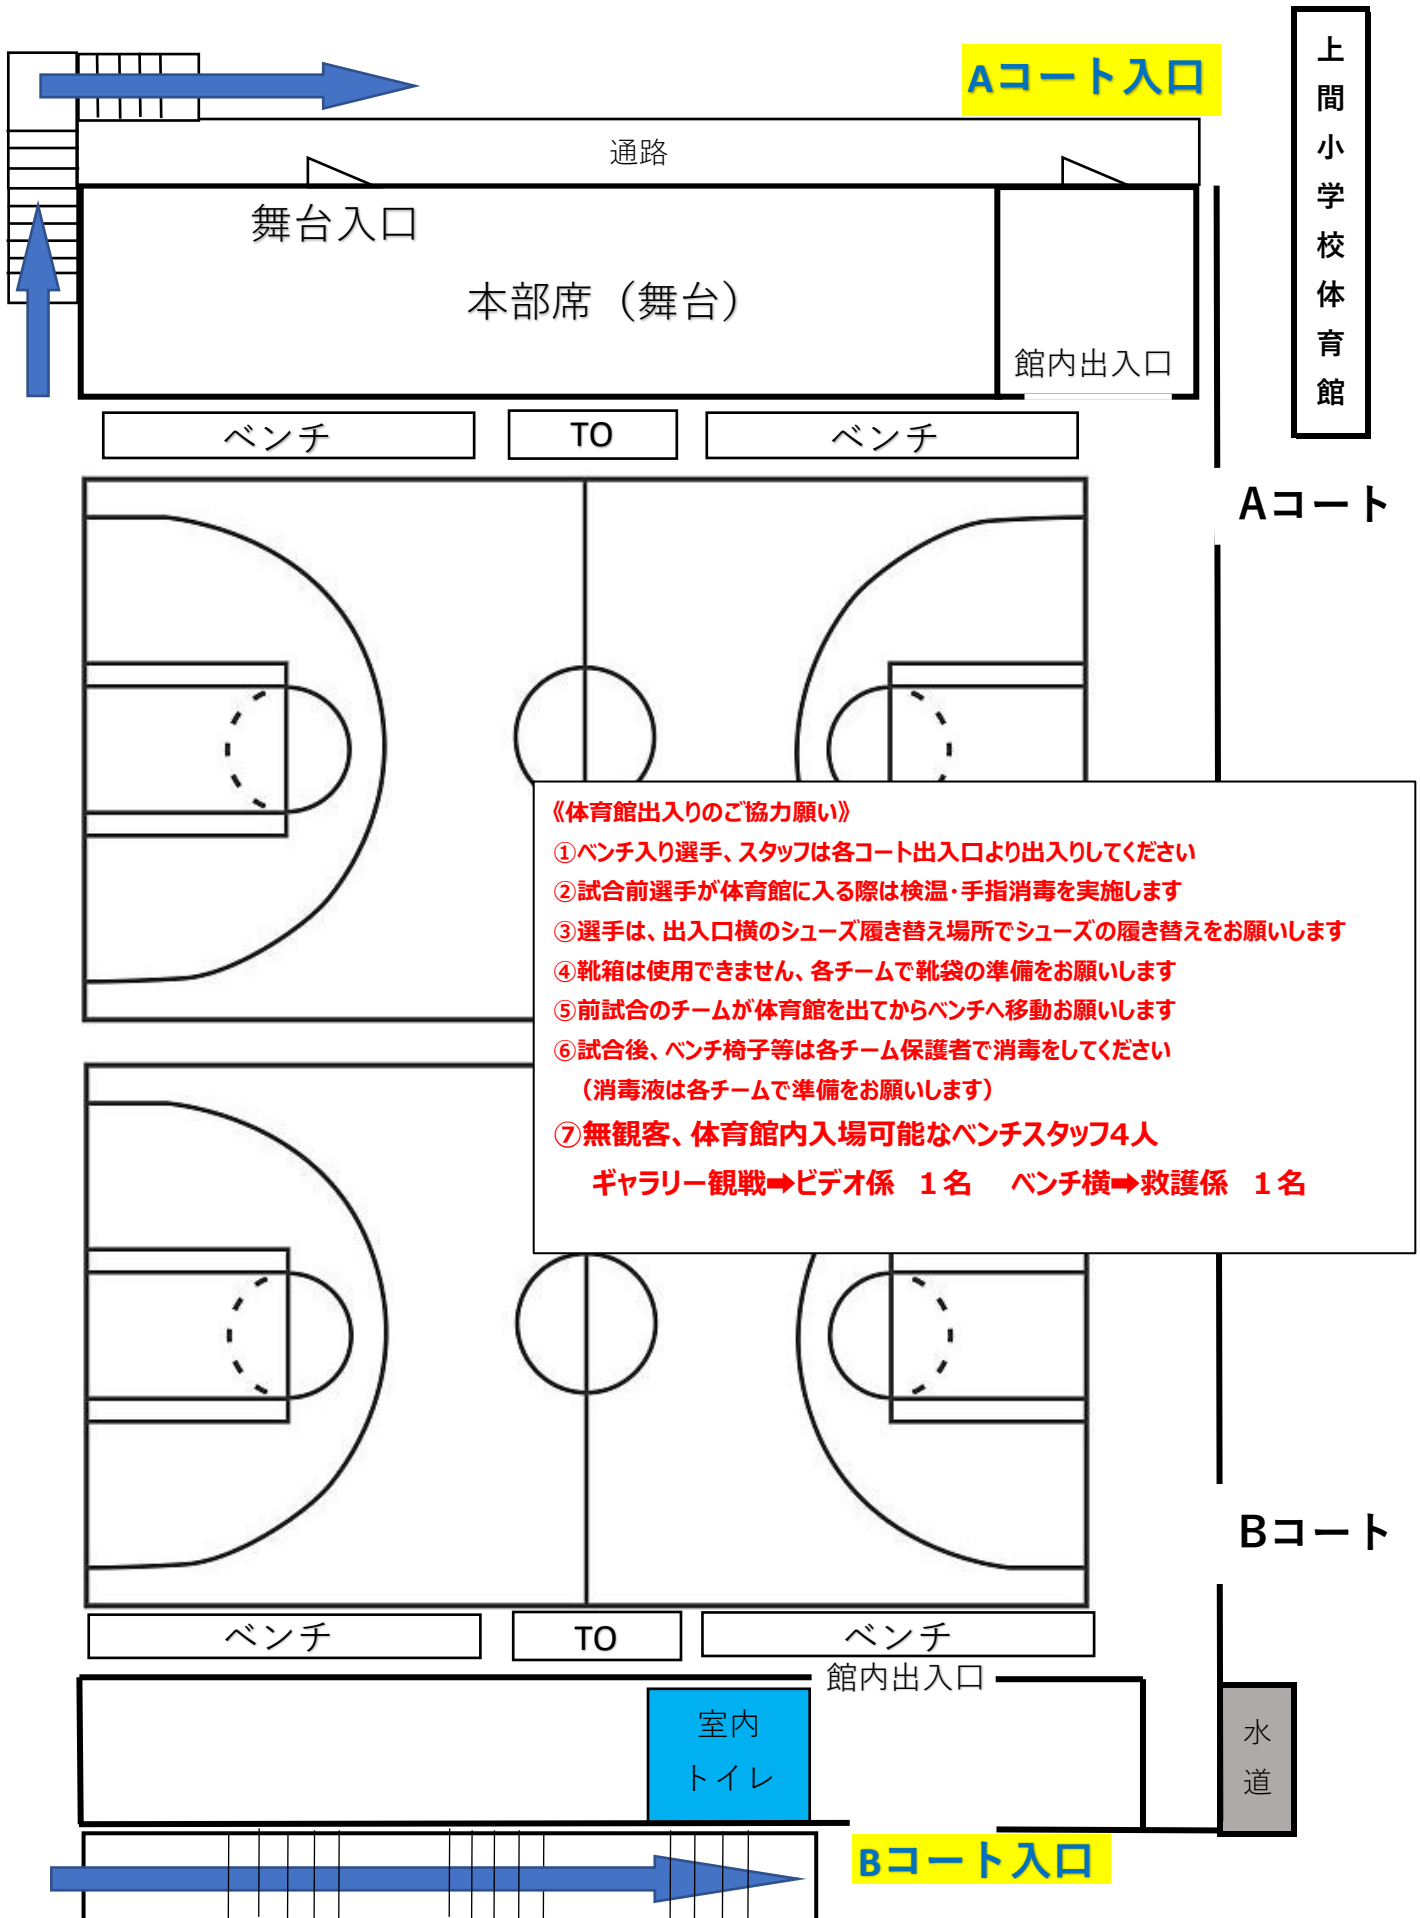 Aコート入口
上間小学校体育館
通路
舞台入口
本部席（舞台）
館内出入口
ベンチ
TO
ベンチ
Aコート
《体育館出入りのご協力願い》
①ベンチ入り選手、スタッフは各コート出入口より出入りしてください
②試合前選手が体育館に入る際は検温・手指消毒を実施します
③選手は、出入口横のシューズ履き替え場所でシューズの履き替えをお願いします
④靴箱は使用できません、各チームで靴袋の準備をお願いします
⑤前試合のチームが体育館を出てからベンチへ移動お願いします
⑥試合後、ベンチ椅子等は各チーム保護者で消毒をしてください
（消毒液は各チームで準備をお願いします）
⑦無観客、体育館内入場可能なベンチスタッフ4人
ギャラリー観戦➡ビデオ係　１名　ベンチ横➡救護係　１名
Bコート
ベンチ
TO
ベンチ
館内出入口
室内
トイレ
水道
Bコート入口